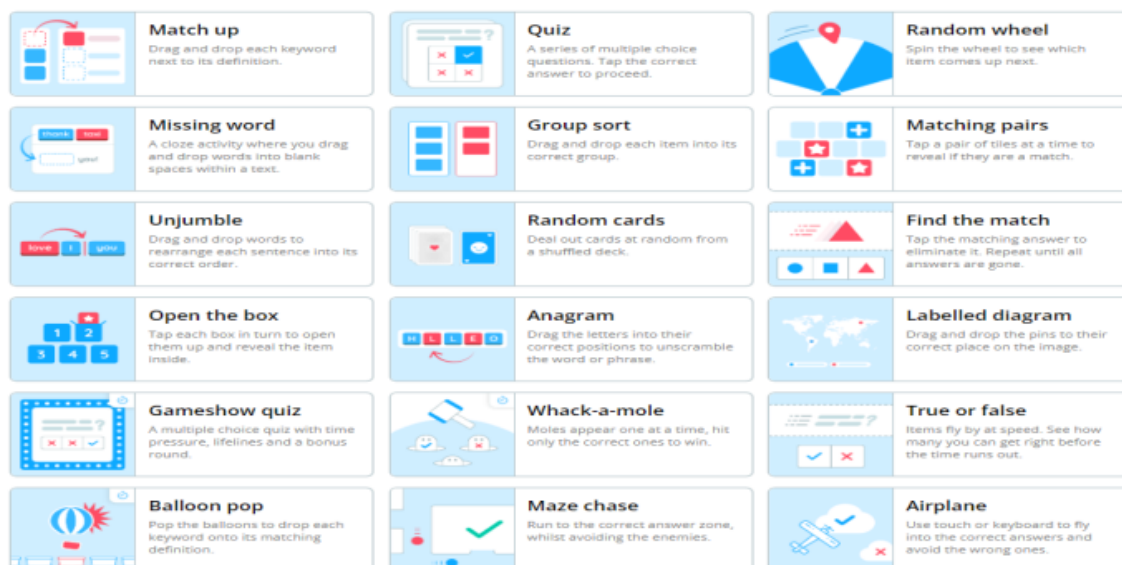 Match up
Drag and drop each keyword
next to its definition.
Quiz
A series of multiple choice
questions. Tap the correct
answer to proceed.
Random wheel
Spin the wheel to see which
item comes up next.
thank taxi
you!
Missing word
A cloze activity where you drag
and drop words into blank
spaces within a text.
Group sort
Drag and drop each item into its
correct group.
Matching pairs
Tap a pair of tiles at a time to
reveal if they are a match.
love I you
Unjumble
Drag and drop words to
rearrange each sentence into its
correct order.
Random cards
Deal out cards at random from
a shuffled deck.
Find the match
Tap the matching answer to
eliminate it. Repeat until all
answers are gone.
1 2
3 4 5
Open the box
Tap each box in turn to open
them up and reveal the item
inside.
H L L E O
Anagram
Drag the letters into their
correct positions to unscramble
the word or phrase.
Labelled diagram
Drag and drop the pins to their
correct place on the image.
?
Gameshow quiz
A multiple choice quiz with time
pressure, lifelines and a bonus
round.
Whack-a-mole
Moles appear one at a time, hit
only the correct ones to win.
?
True or false
Items fly by at speed. See how
many you can get right before
the time runs out.
Balloon pop
Pop the balloons to drop each
keyword onto its matching
definition.
Maze chase
Run to the correct answer zone,
whilst avoiding the enemies.
Airplane
Use touch or keyboard to fly
into the correct answers and
avoid the wrong ones.